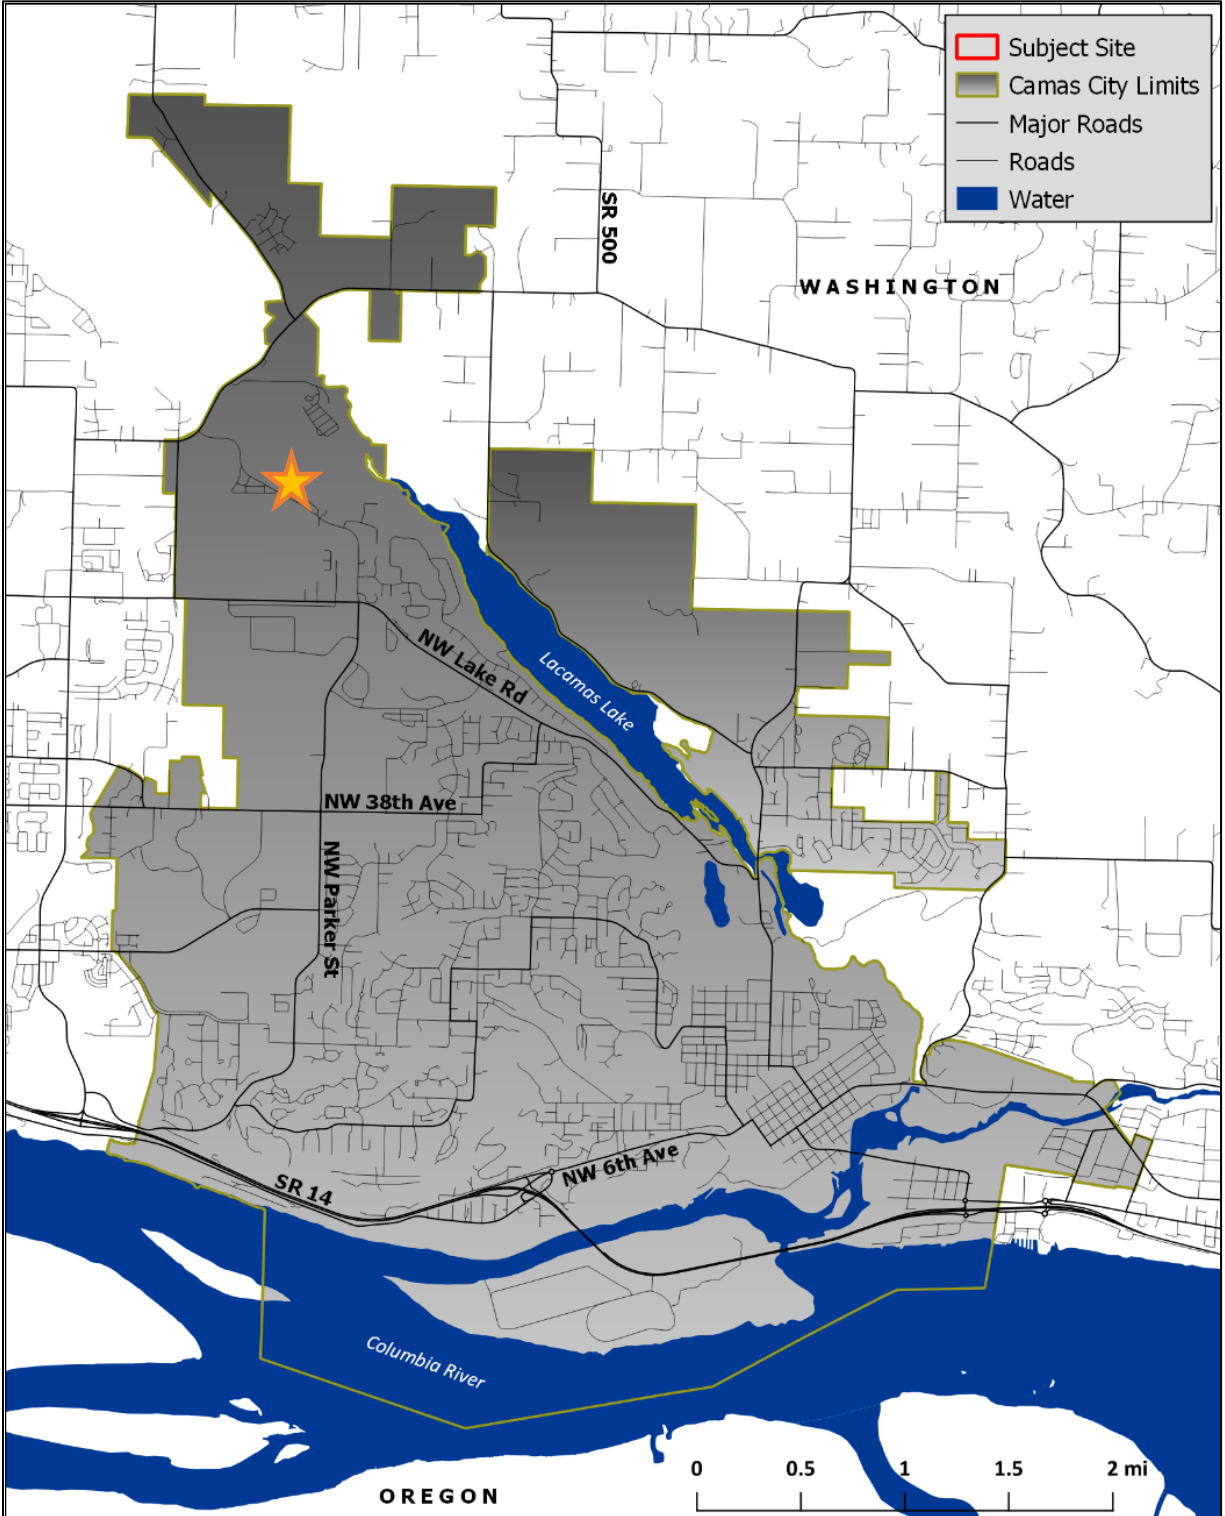 Subject Site
Camas City Limits
Major Roads
Roads
Water
SR 500
WASHINGTON
NW Lake Rd
Lacamas Lake
NW 38th Ave
NW Parker St
NW 6th Ave
SR 14
Columbia River
0 0.5 1 1.5 2 mi
OREGON